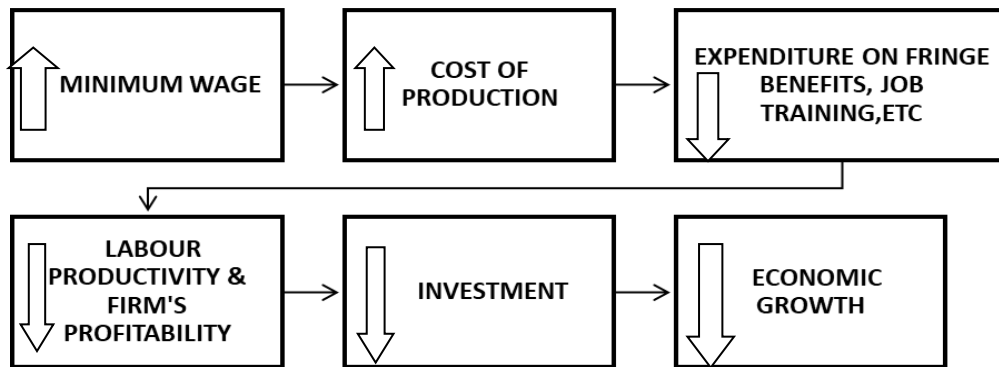 MINIMUM WAGE
COST OF
PRODUCTION
EXPENDITURE ON FRINGE
BENEFITS, JOB
TRAINING,ETC
LABOUR
PRODUCTIVITY &
FIRM'S
PROFITABILITY
INVESTMENT
ECONOMIC
GROWTH